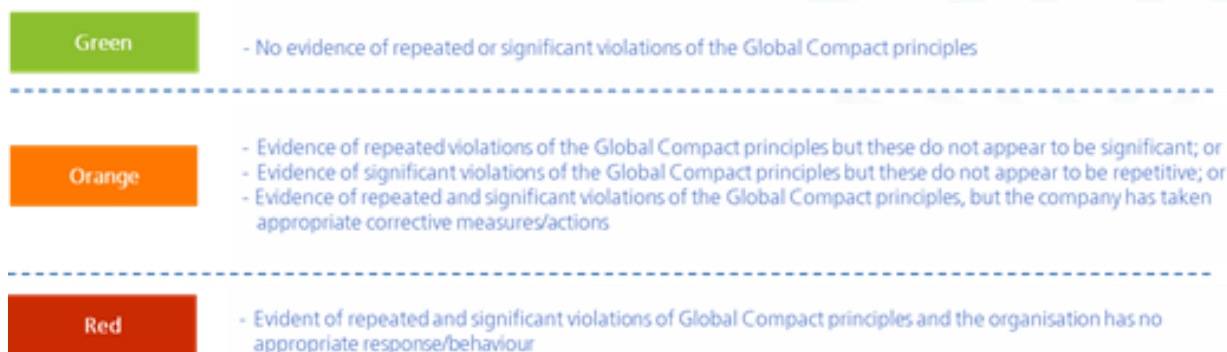 Green
- No evidence of repeated or significant violations of the Global Compact principles
Orange
- Evidence of repeated violations of the Global Compact principles but these do not appear to be significant; or
- Evidence of significant violations of the Global Compact principles but these do not appear to be repetitive; or
- Evidence of repeated and significant violations of the Global Compact principles, but the company has taken
appropriate corrective measures/actions
Red
- Evident of repeated and significant violations of Global Compact principles and the organisation has no
appropriate response/behaviour